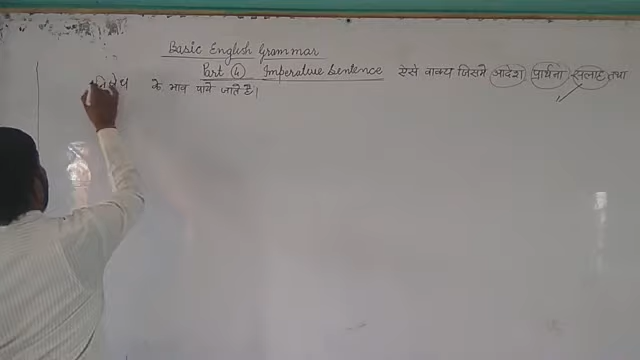 Basic English Grammar
Part 4 Imperative Sentence ऐसे वाक्य जिसमे आदेश प्रार्थना सलाह तथा
निषेध के भाव पाये जाते है।